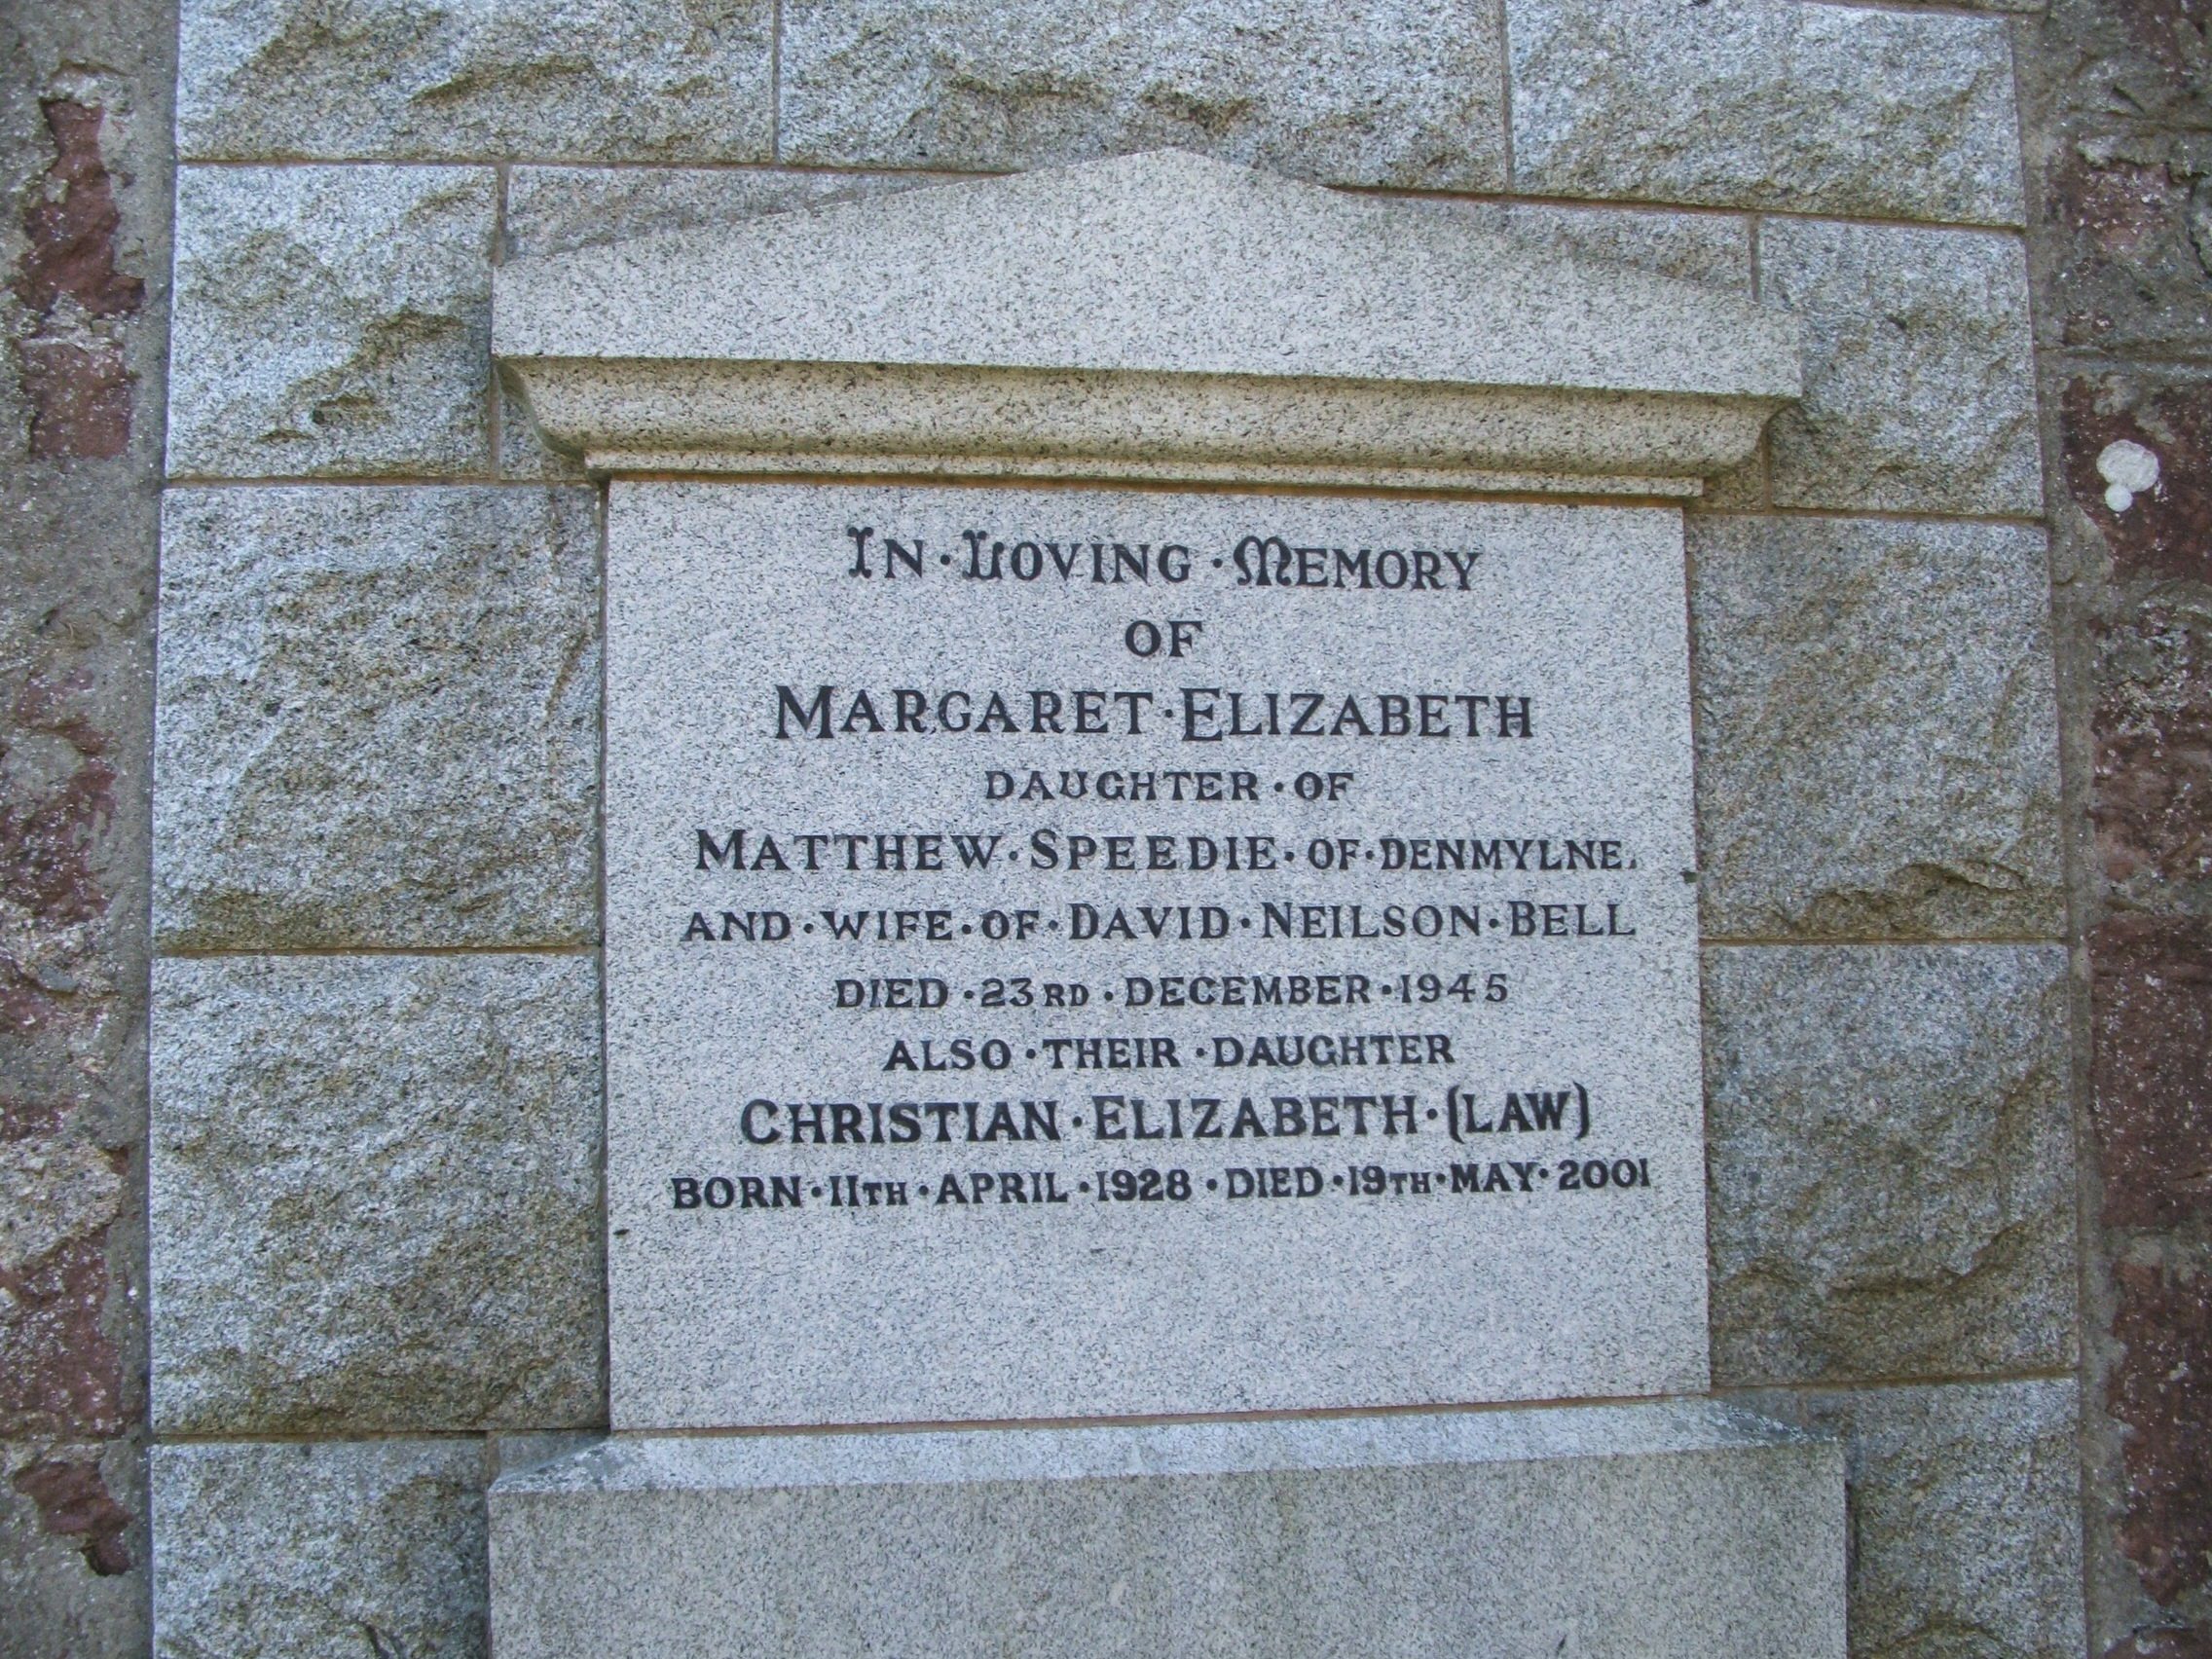 IN·LOVING·MEMORY
OF
MARGARET·ELIZABETH
DAUGHTER·OF
MATTHEW·SPEEDIE·OF·DENMYLNE.
AND·WIFE·OF·DAVID·NEILSON·BELL
DIED·23RD·DECEMBER·1945
ALSO·THEIR·DAUGHTER
CHRISTIAN·ELIZABETH·(LAW)
BORN·11TH·APRIL·1928·DIED·19TH·MAY·2001